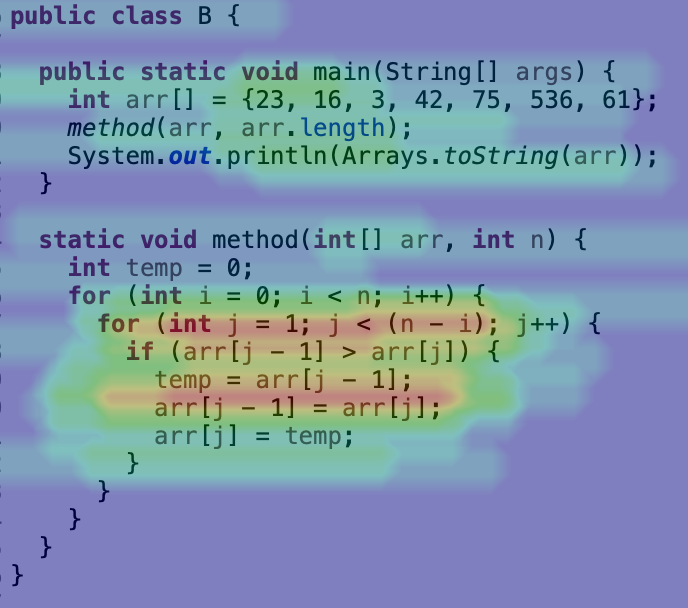 public class B {
public static void main(String[] args) {
int arr[] = {23, 16, 3, 42, 75, 536, 61};
method(arr, arr.length);
System.out.println(Arrays.toString(arr));
}
static void method(int[] arr, int n) {
int temp = 0;
for (int i = 0; i < n; i++) {
for (int j = 1; j < (n - i); j++) {
if (arr[j - 1] > arr[j]) {
temp = arr[j - 1];
arr[j - 1] = arr[j];
arr[j] = temp;
}
}
}
}
}